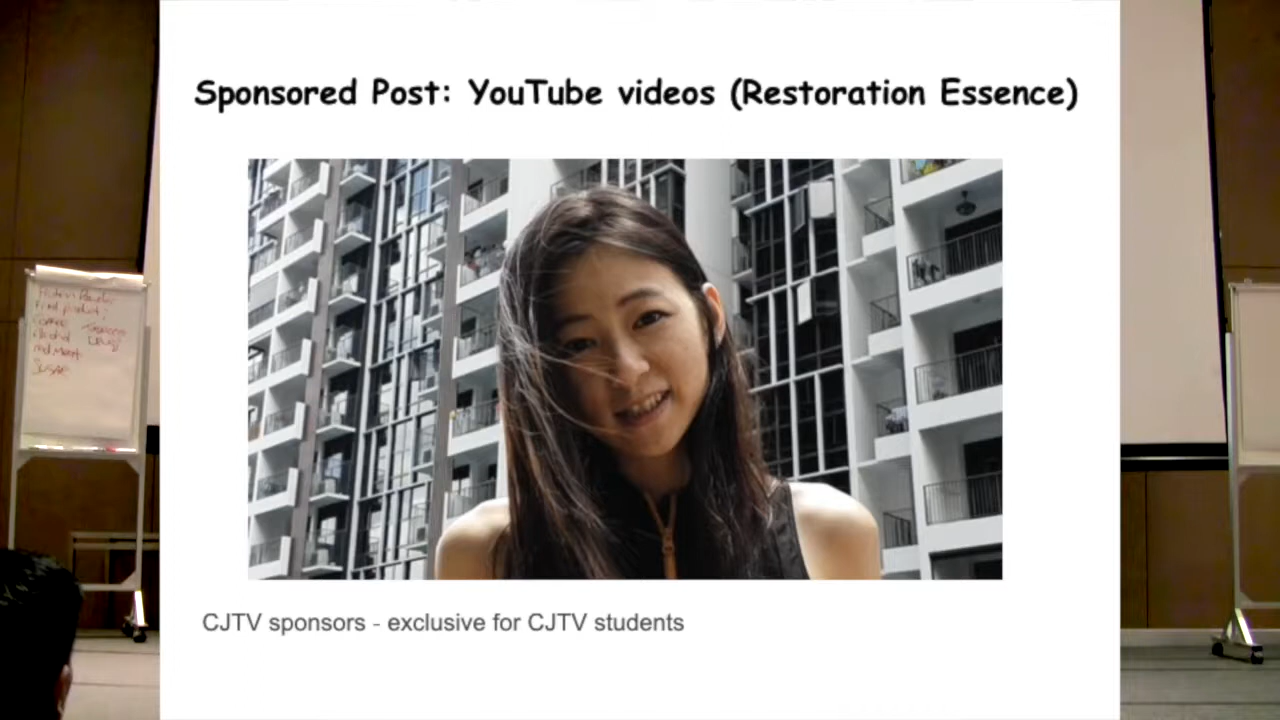 Sponsored Post: YouTube videos (Restoration Essence)
CJTV sponsors - exclusive for CJTV students